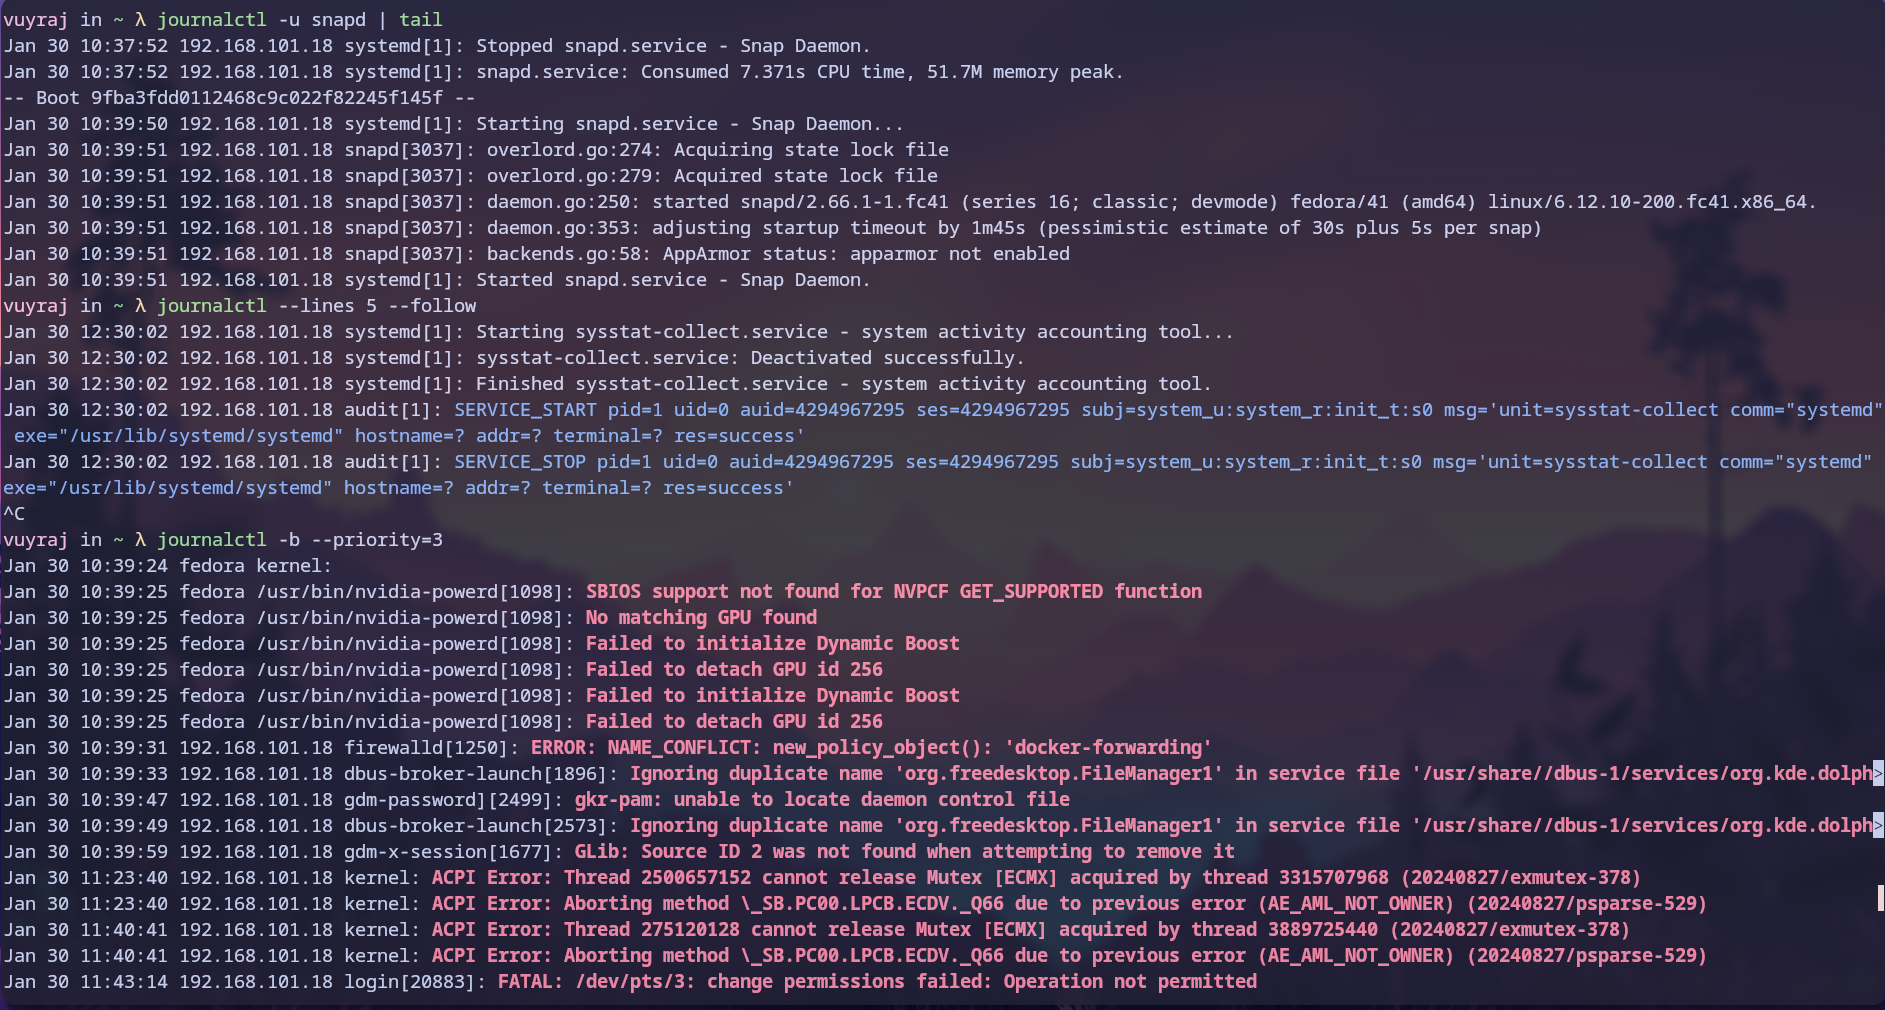 vuyraj in ~ λ journalctl -u snapd | tail
Jan 30 10:37:52 192.168.101.18 systemd[1]: Stopped snapd.service - Snap Daemon.
Jan 30 10:37:52 192.168.101.18 systemd[1]: snapd.service: Consumed 7.371s CPU time, 51.7M memory peak.
-- Boot 9fba3fdd0112468c9c022f82245f145f --
Jan 30 10:39:50 192.168.101.18 systemd[1]: Starting snapd.service - Snap Daemon...
Jan 30 10:39:51 192.168.101.18 snapd[3037]: overlord.go:274: Acquiring state lock file
Jan 30 10:39:51 192.168.101.18 snapd[3037]: overlord.go:279: Acquired state lock file
Jan 30 10:39:51 192.168.101.18 snapd[3037]: daemon.go:250: started snapd/2.66.1-1.fc41 (series 16; classic; devmode) fedora/41 (amd64) linux/6.12.10-200.fc41.x86_64.
Jan 30 10:39:51 192.168.101.18 snapd[3037]: daemon.go:353: adjusting startup timeout by 1m45s (pessimistic estimate of 30s plus 5s per snap)
Jan 30 10:39:51 192.168.101.18 snapd[3037]: backends.go:58: AppArmor status: apparmor not enabled
Jan 30 10:39:51 192.168.101.18 systemd[1]: Started snapd.service - Snap Daemon.
vuyraj in ~ λ journalctl --lines 5 --follow
Jan 30 12:30:02 192.168.101.18 systemd[1]: Starting sysstat-collect.service - system activity accounting tool...
Jan 30 12:30:02 192.168.101.18 systemd[1]: sysstat-collect.service: Deactivated successfully.
Jan 30 12:30:02 192.168.101.18 systemd[1]: Finished sysstat-collect.service - system activity accounting tool.
Jan 30 12:30:02 192.168.101.18 audit[1]: SERVICE_START pid=1 uid=0 auid=4294967295 ses=4294967295 subj=system_u:system_r:init_t:s0 msg='unit=sysstat-collect comm="systemd"
exe="/usr/lib/systemd/systemd" hostname=? addr=? terminal=? res=success'
Jan 30 12:30:02 192.168.101.18 audit[1]: SERVICE_STOP pid=1 uid=0 auid=4294967295 ses=4294967295 subj=system_u:system_r:init_t:s0 msg='unit=sysstat-collect comm="systemd"
exe="/usr/lib/systemd/systemd" hostname=? addr=? terminal=? res=success'
^C
vuyraj in ~ λ journalctl -b --priority=3
Jan 30 10:39:24 fedora kernel:
Jan 30 10:39:25 fedora /usr/bin/nvidia-powerd[1098]: SBIOS support not found for NVPCF GET_SUPPORTED function
Jan 30 10:39:25 fedora /usr/bin/nvidia-powerd[1098]: No matching GPU found
Jan 30 10:39:25 fedora /usr/bin/nvidia-powerd[1098]: Failed to initialize Dynamic Boost
Jan 30 10:39:25 fedora /usr/bin/nvidia-powerd[1098]: Failed to detach GPU id 256
Jan 30 10:39:25 fedora /usr/bin/nvidia-powerd[1098]: Failed to initialize Dynamic Boost
Jan 30 10:39:25 fedora /usr/bin/nvidia-powerd[1098]: Failed to detach GPU id 256
Jan 30 10:39:31 192.168.101.18 firewalld[1250]: ERROR: NAME_CONFLICT: new_policy_object(): 'docker-forwarding'
Jan 30 10:39:33 192.168.101.18 dbus-broker-launch[1896]: Ignoring duplicate name 'org.freedesktop.FileManager1' in service file '/usr/share//dbus-1/services/org.kde.dolph>
Jan 30 10:39:47 192.168.101.18 gdm-password][2499]: gkr-pam: unable to locate daemon control file
Jan 30 10:39:49 192.168.101.18 dbus-broker-launch[2573]: Ignoring duplicate name 'org.freedesktop.FileManager1' in service file '/usr/share//dbus-1/services/org.kde.dolph>
Jan 30 10:39:59 192.168.101.18 gdm-x-session[1677]: GLib: Source ID 2 was not found when attempting to remove it
Jan 30 11:23:40 192.168.101.18 kernel: ACPI Error: Thread 2500657152 cannot release Mutex [ECMX] acquired by thread 3315707968 (20240827/exmutex-378)
Jan 30 11:23:40 192.168.101.18 kernel: ACPI Error: Aborting method \_SB.PC00.LPCB.ECDV._Q66 due to previous error (AE_AML_NOT_OWNER) (20240827/psparse-529)
Jan 30 11:40:41 192.168.101.18 kernel: ACPI Error: Thread 275120128 cannot release Mutex [ECMX] acquired by thread 3889725440 (20240827/exmutex-378)
Jan 30 11:40:41 192.168.101.18 kernel: ACPI Error: Aborting method \_SB.PC00.LPCB.ECDV._Q66 due to previous error (AE_AML_NOT_OWNER) (20240827/psparse-529)
Jan 30 11:43:14 192.168.101.18 login[20883]: FATAL: /dev/pts/3: change permissions failed: Operation not permitted